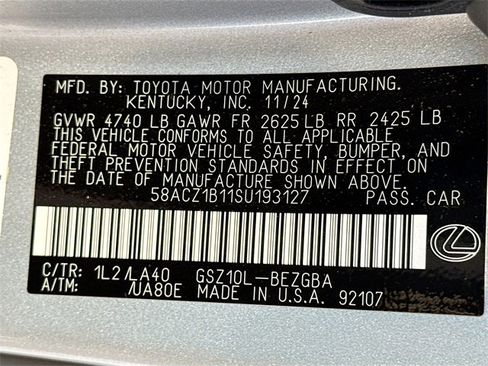 MFD. BY: TOYOTA MOTOR MANUFACTURING.
KENTUCKY, INC. 11/24
GVWR 4740 LB GAWR FR 2625 LB RR 2425 LB
THIS VEHICLE CONFORMS TO ALL APPLICABLE
FEDERAL MOTOR VEHICLE SAFETY, BUMPER, AND
THEFT PREVENTION STANDARDS IN EFFECT ON
THE DATE OF MANUFACTURE SHOWN ABOVE.
58ACZ1B11SU193127 PASS. CAR
C/TR: 1L2/LA40 GSZ10L-BEZGBA
A/TM: /UA80E MADE IN U.S.A. 92107